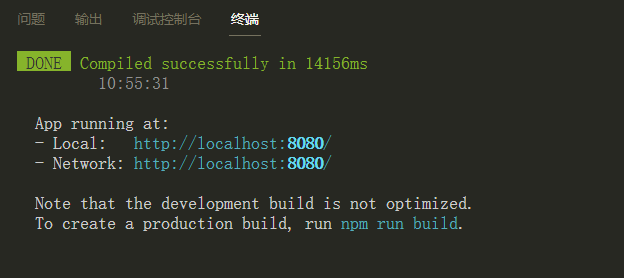 问题 输出 调试控制台 终端
DONE Compiled successfully in 14156ms
10:55:31
App running at:
- Local: http://localhost:8080/
- Network: http://localhost:8080/
Note that the development build is not optimized.
To create a production build, run npm run build.